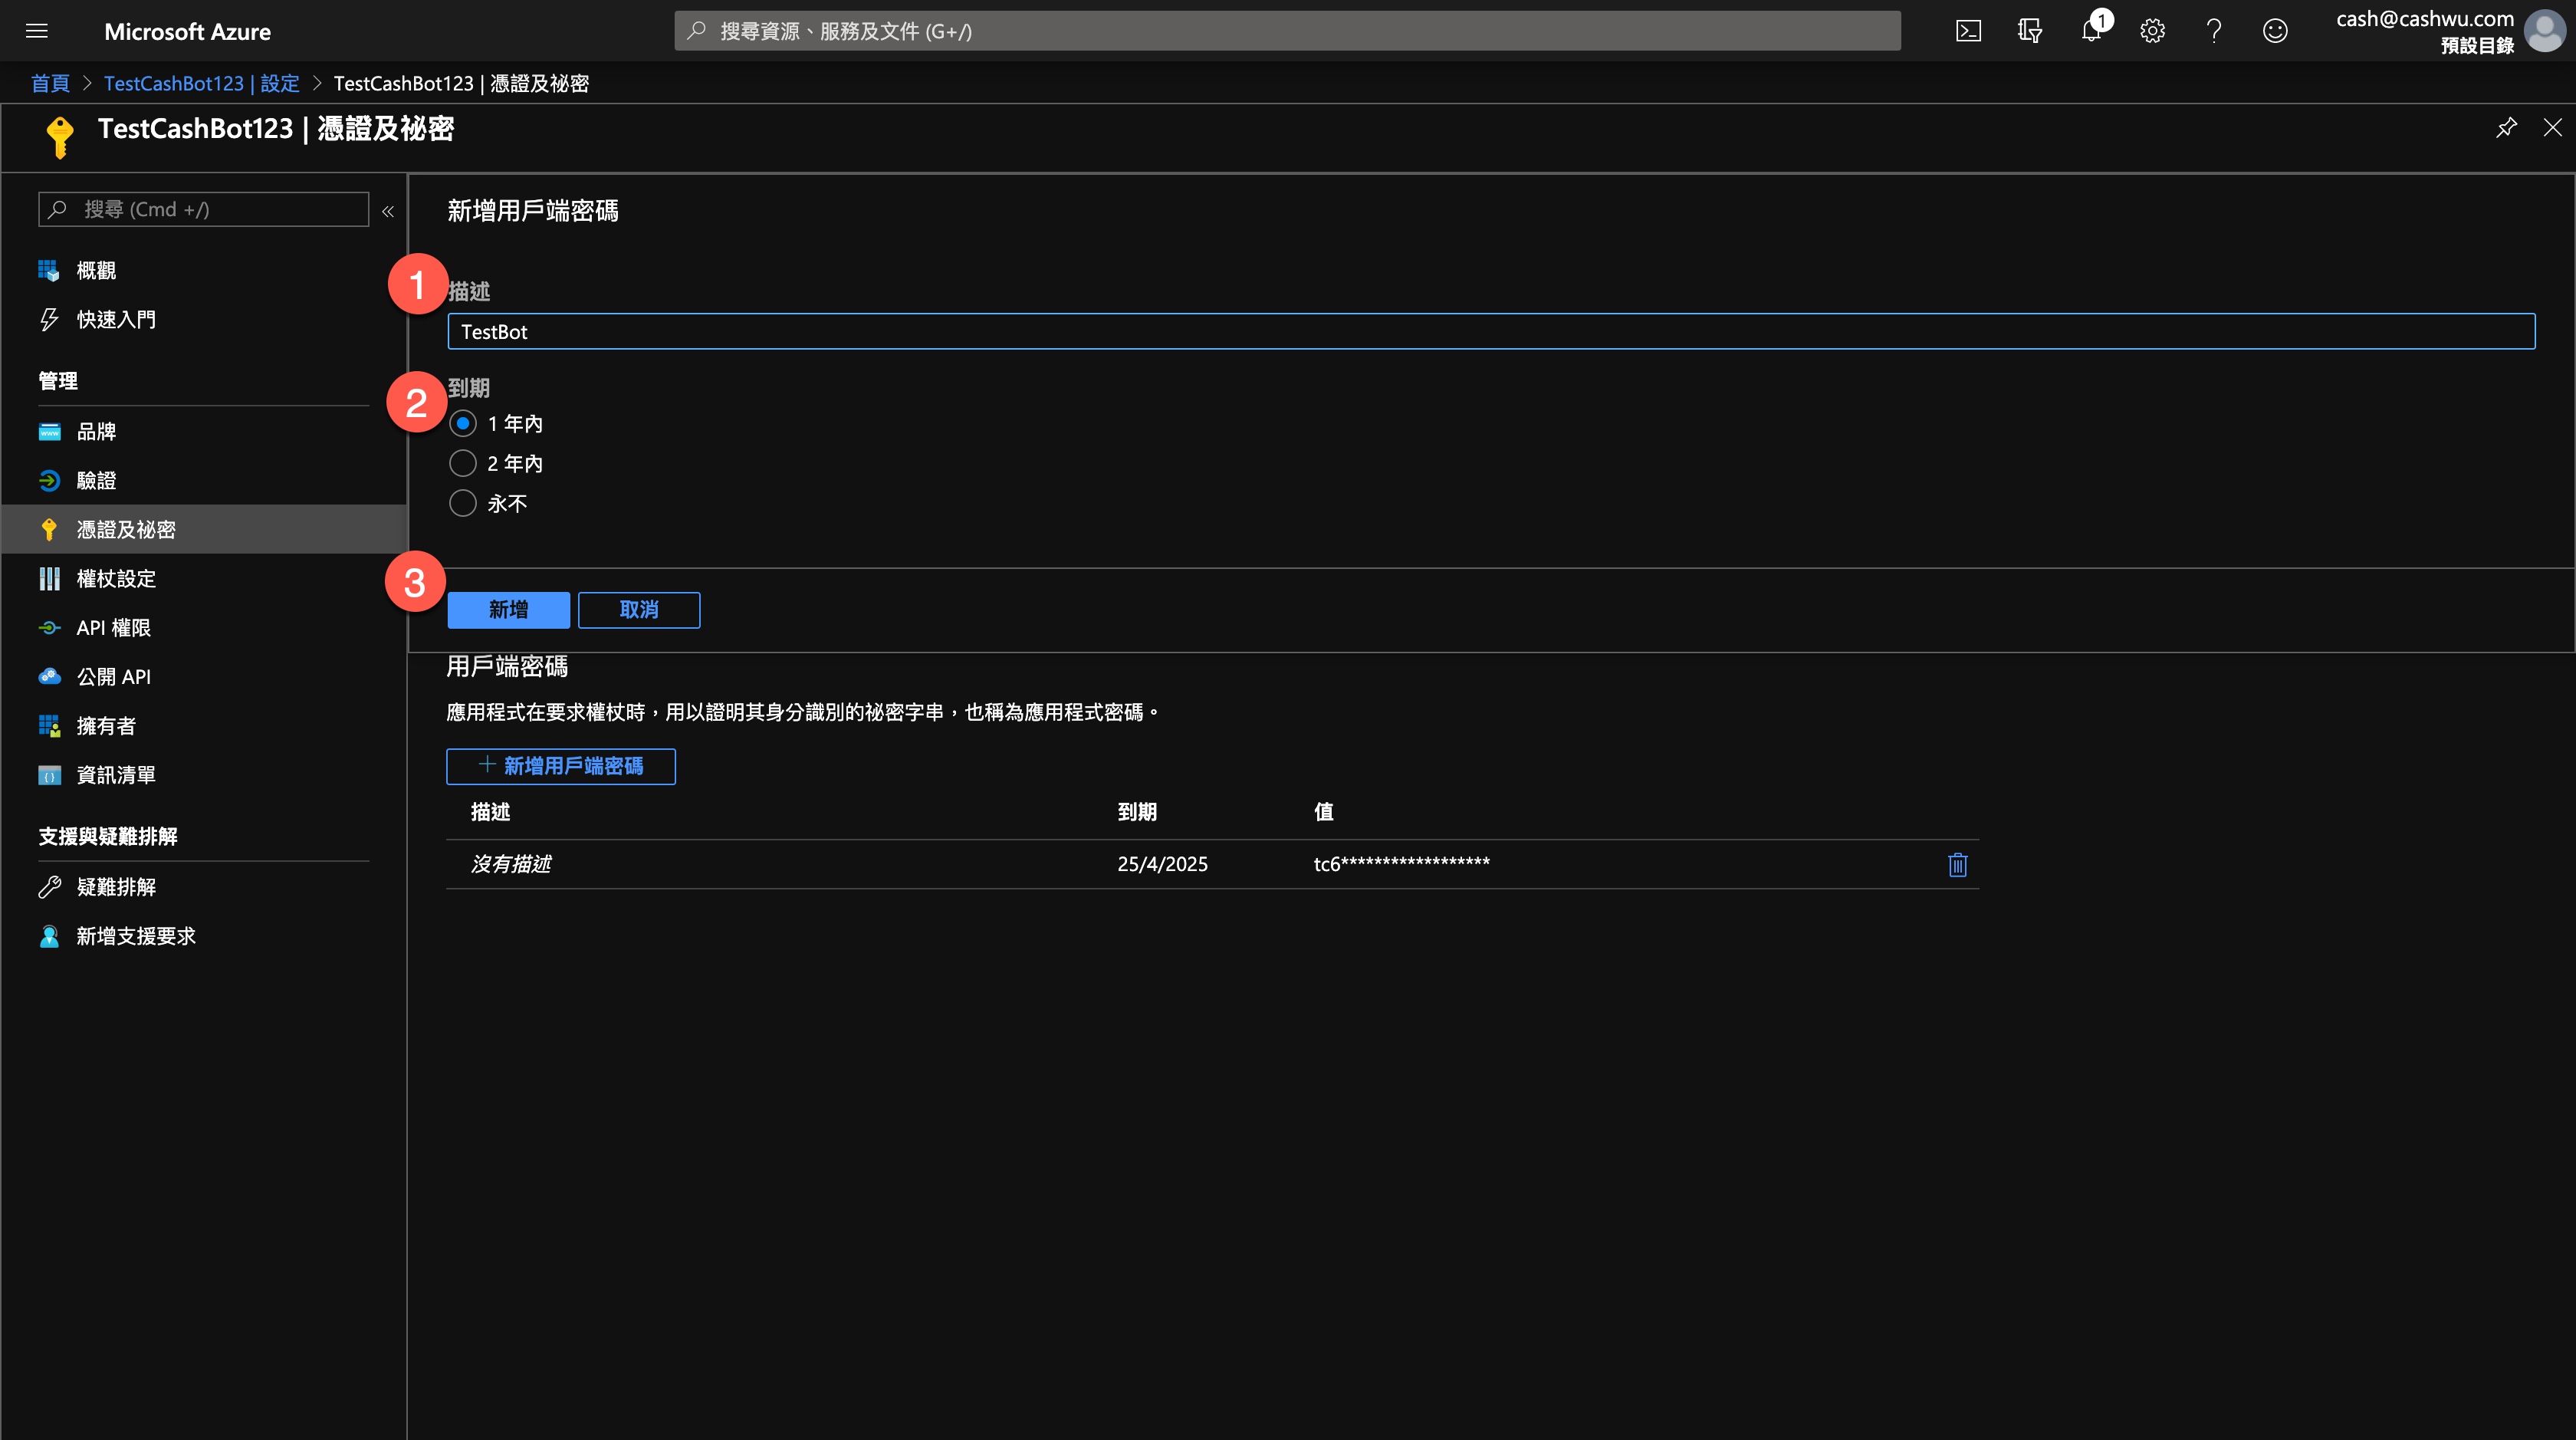 Microsoft Azure
搜尋資源、服務及文件 (G+/)
1
cash@cashwu.com
預設目錄
首頁 > TestCashBot123 | 設定 > TestCashBot123 | 憑證及祕密
TestCashBot123 | 憑證及祕密
搜尋 (Cmd +/)
«
概觀
快速入門
管理
品牌
驗證
憑證及祕密
權杖設定
API 權限
公開 API
擁有者
資訊清單
支援與疑難排解
疑難排解
新增支援要求
新增用戶端密碼
1
描述
TestBot
2
到期
1 年內
2 年內
永不
3
新增
取消
用戶端密碼
應用程式在要求權杖時，用以證明其身分識別的祕密字串，也稱為應用程式密碼。
+ 新增用戶端密碼
描述 到期 值
沒有描述 25/4/2025 tc6******************